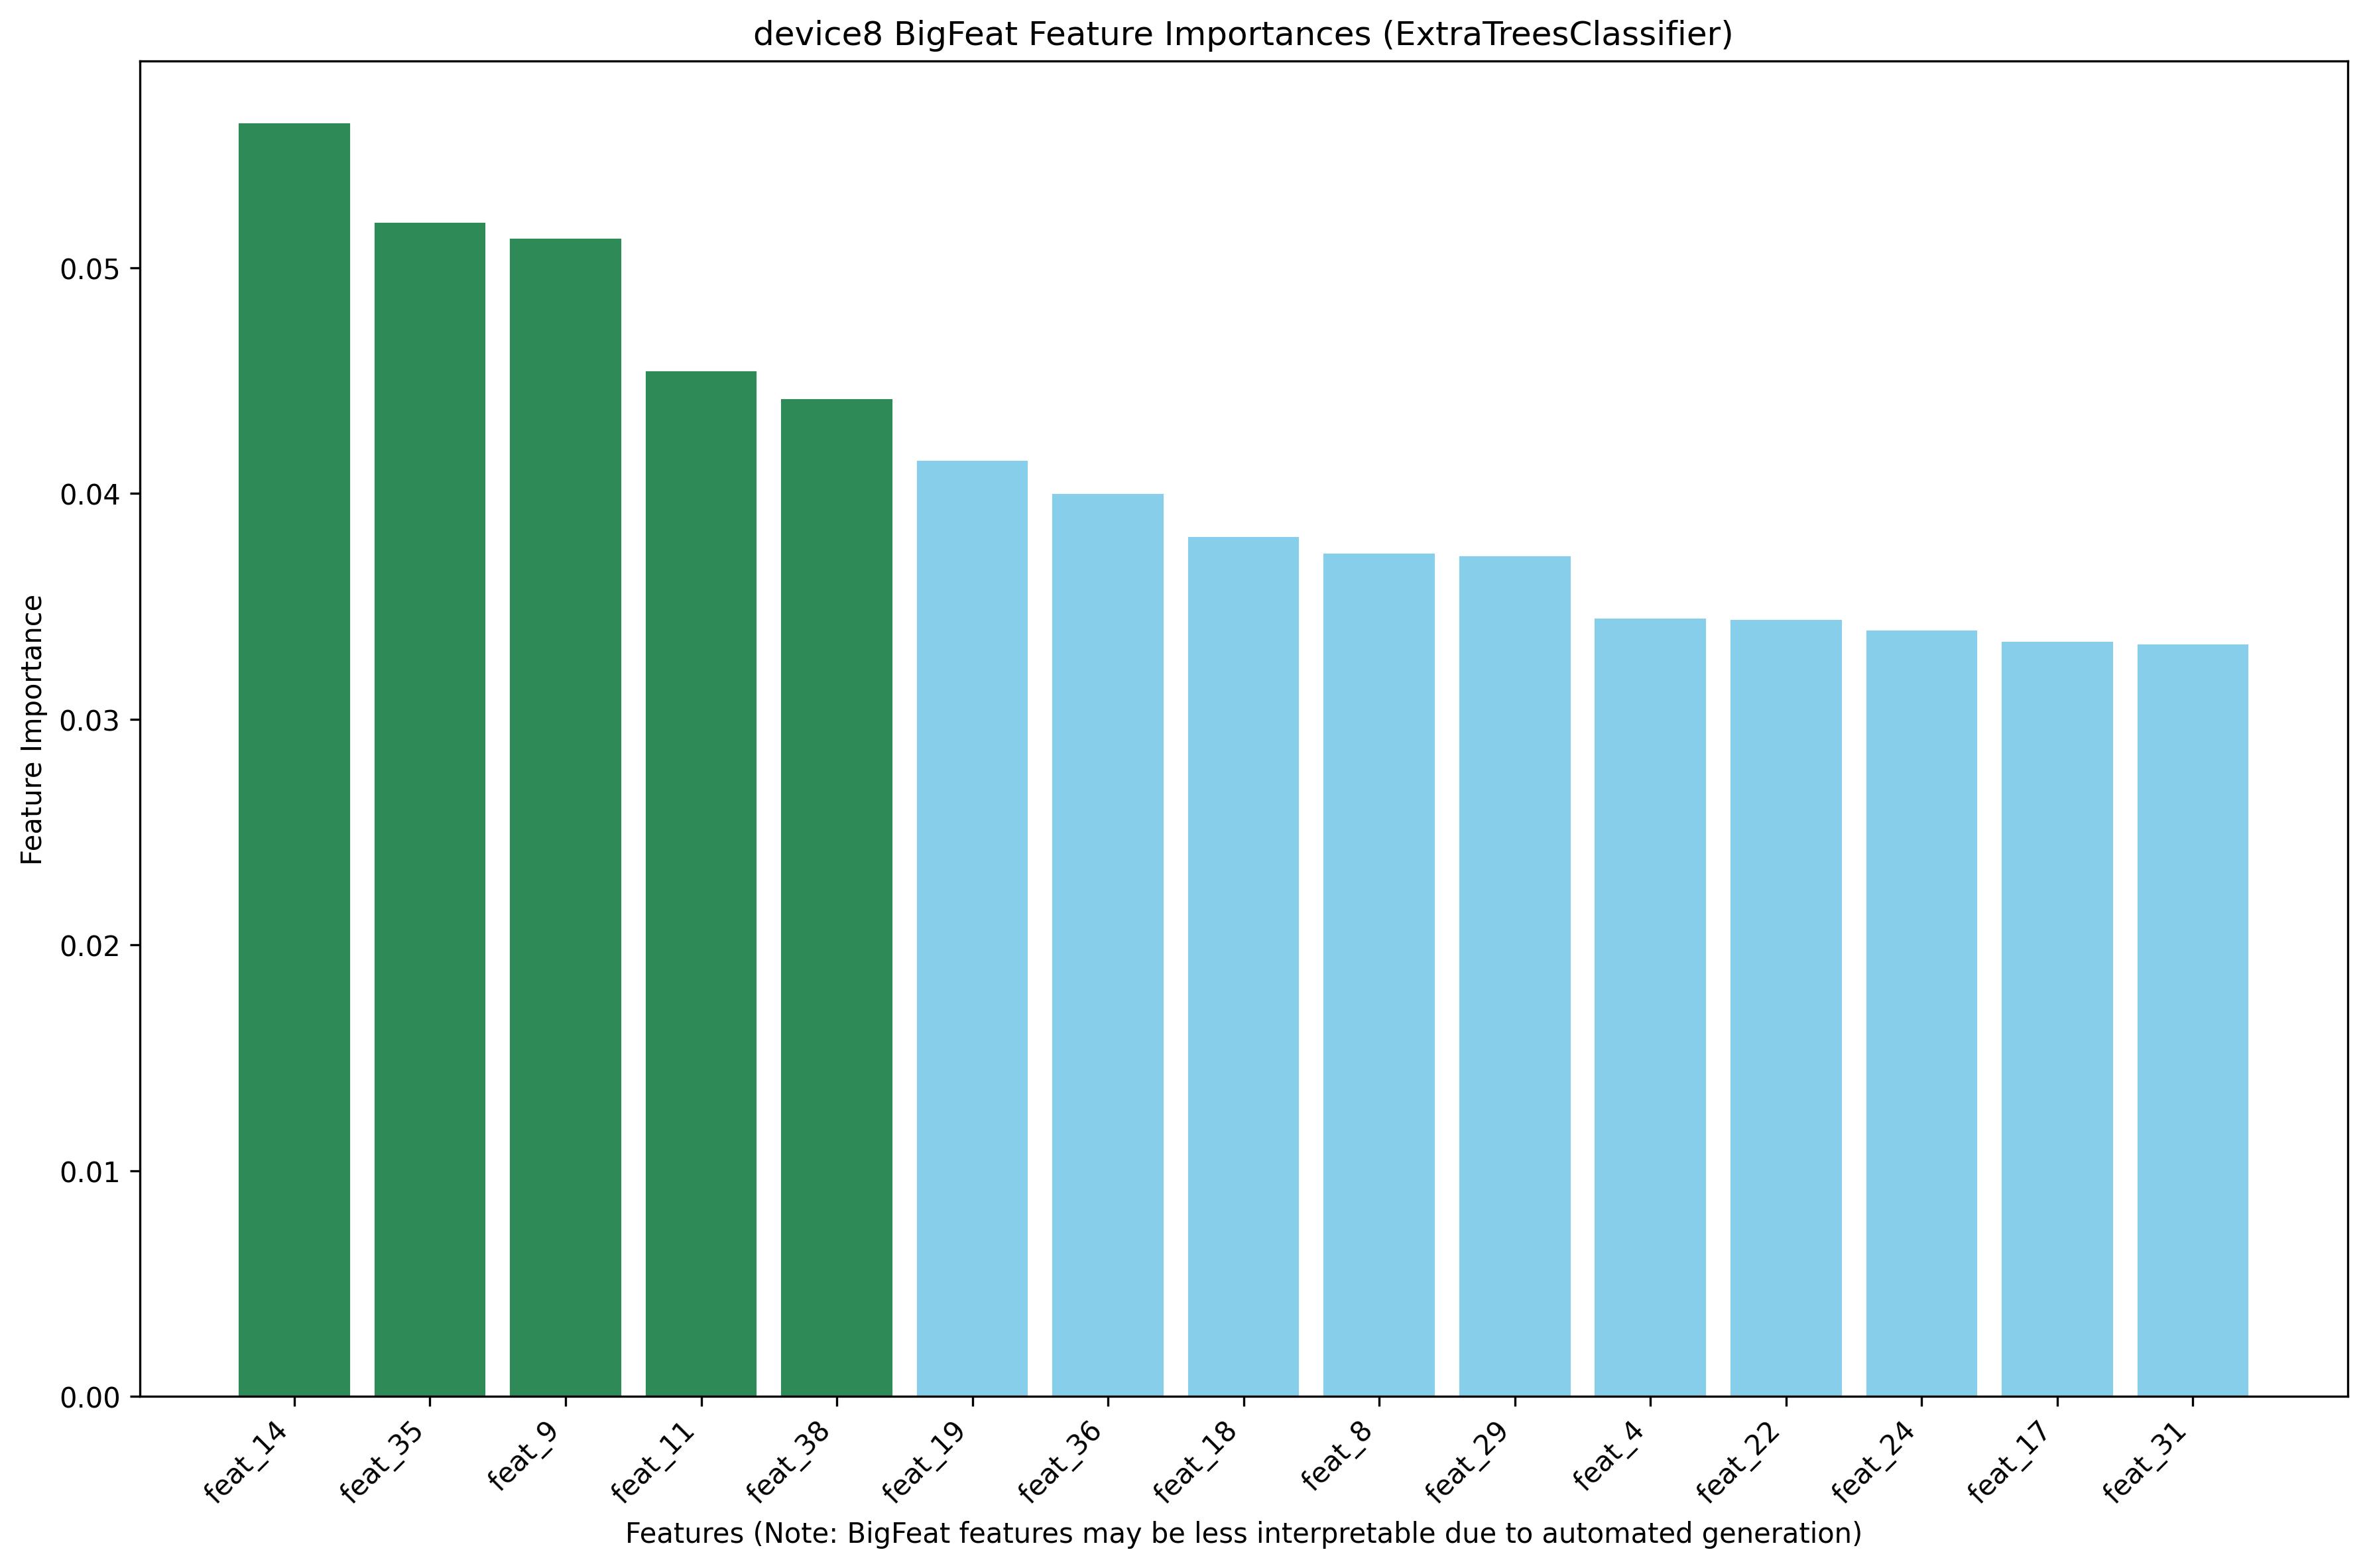 device8 BigFeat Feature Importances (ExtraTreesClassifier)
Feature Importance
0.05
0.04
0.03
0.02
0.01
0.00
feat_14
feat_35
feat_9
feat_11
feat_38
feat_19
feat_36
feat_18
feat_8
feat_29
feat_4
feat_22
feat_24
feat_17
feat_31
Features (Note: BigFeat features may be less interpretable due to automated generation)